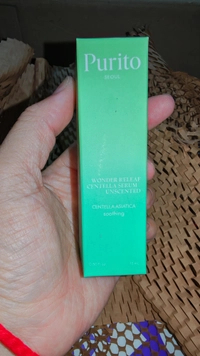 Purito
SEOUL
WONDER RELEAF
CENTELLA SERUM
UNSCENTED
CENTELLA ASIATICA
soothing